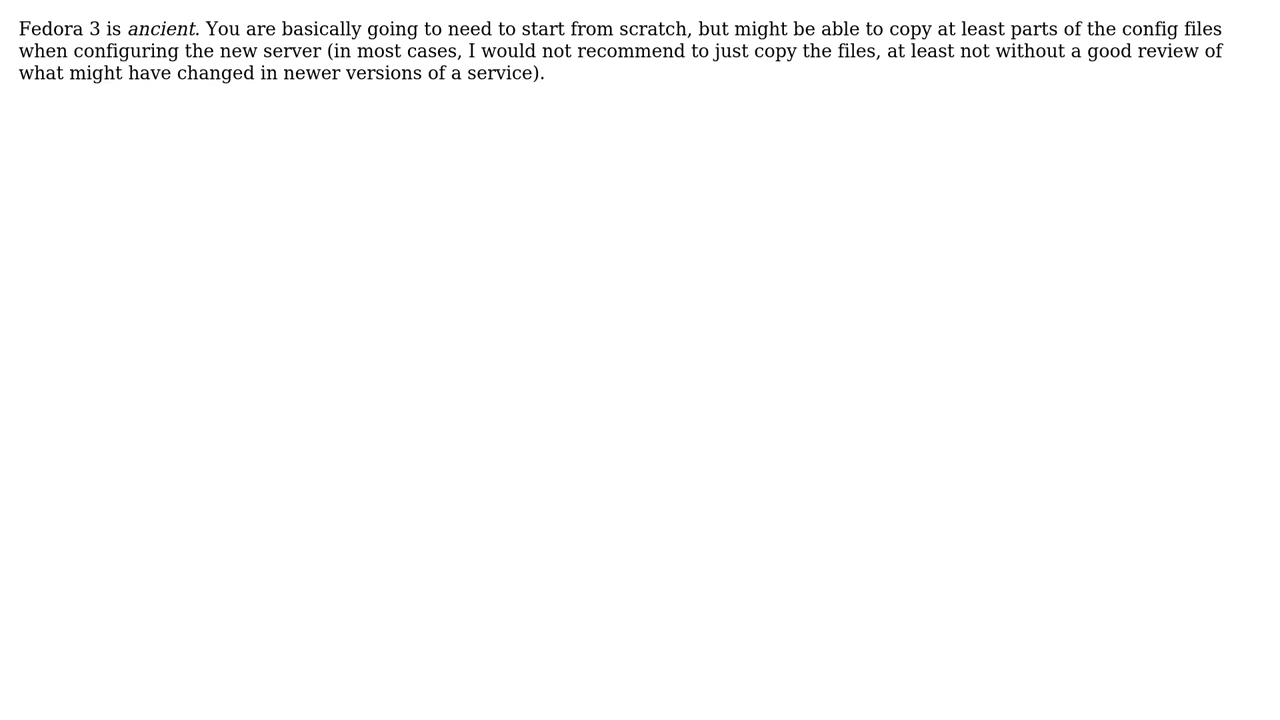 Fedora 3 is ancient. You are basically going to need to start from scratch, but might be able to copy at least parts of the config files
when configuring the new server (in most cases, I would not recommend to just copy the files, at least not without a good review of
what might have changed in newer versions of a service).